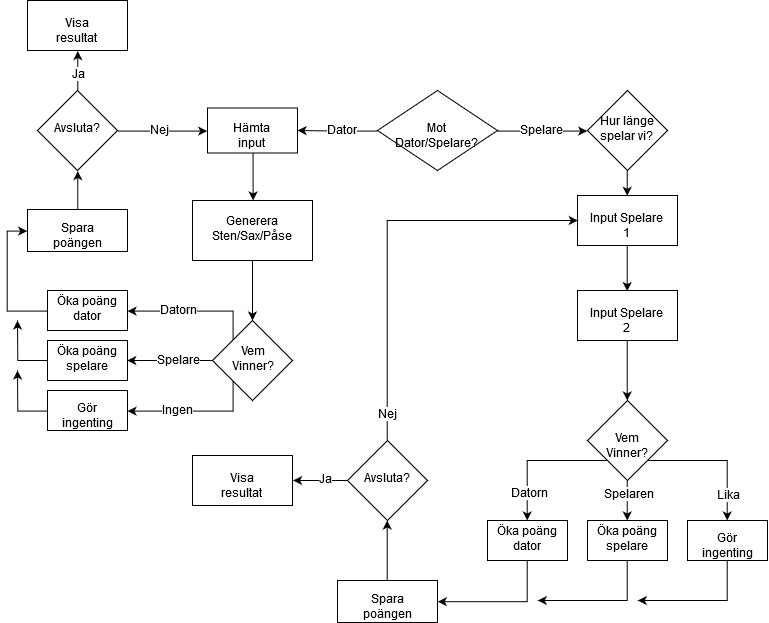 Visa
resultat
Ja
Avsluta?
Nej
Hämta
input
Dator
Mot
Dator/Spelare?
Spelare
Hur länge
spelar vi?
Spara
poängen
Generera
Sten/Sax/Påse
Input Spelare
1
Öka poäng
dator
Datorn
Öka poäng
spelare
Spelare
Vem
Vinner?
Gör
ingenting
Ingen
Input Spelare
2
Nej
Vem
Vinner?
Visa
resultat
Ja
Avsluta?
Datorn
Spelaren
Lika
Öka poäng
dator
Öka poäng
spelare
Gör
ingenting
Spara
poängen